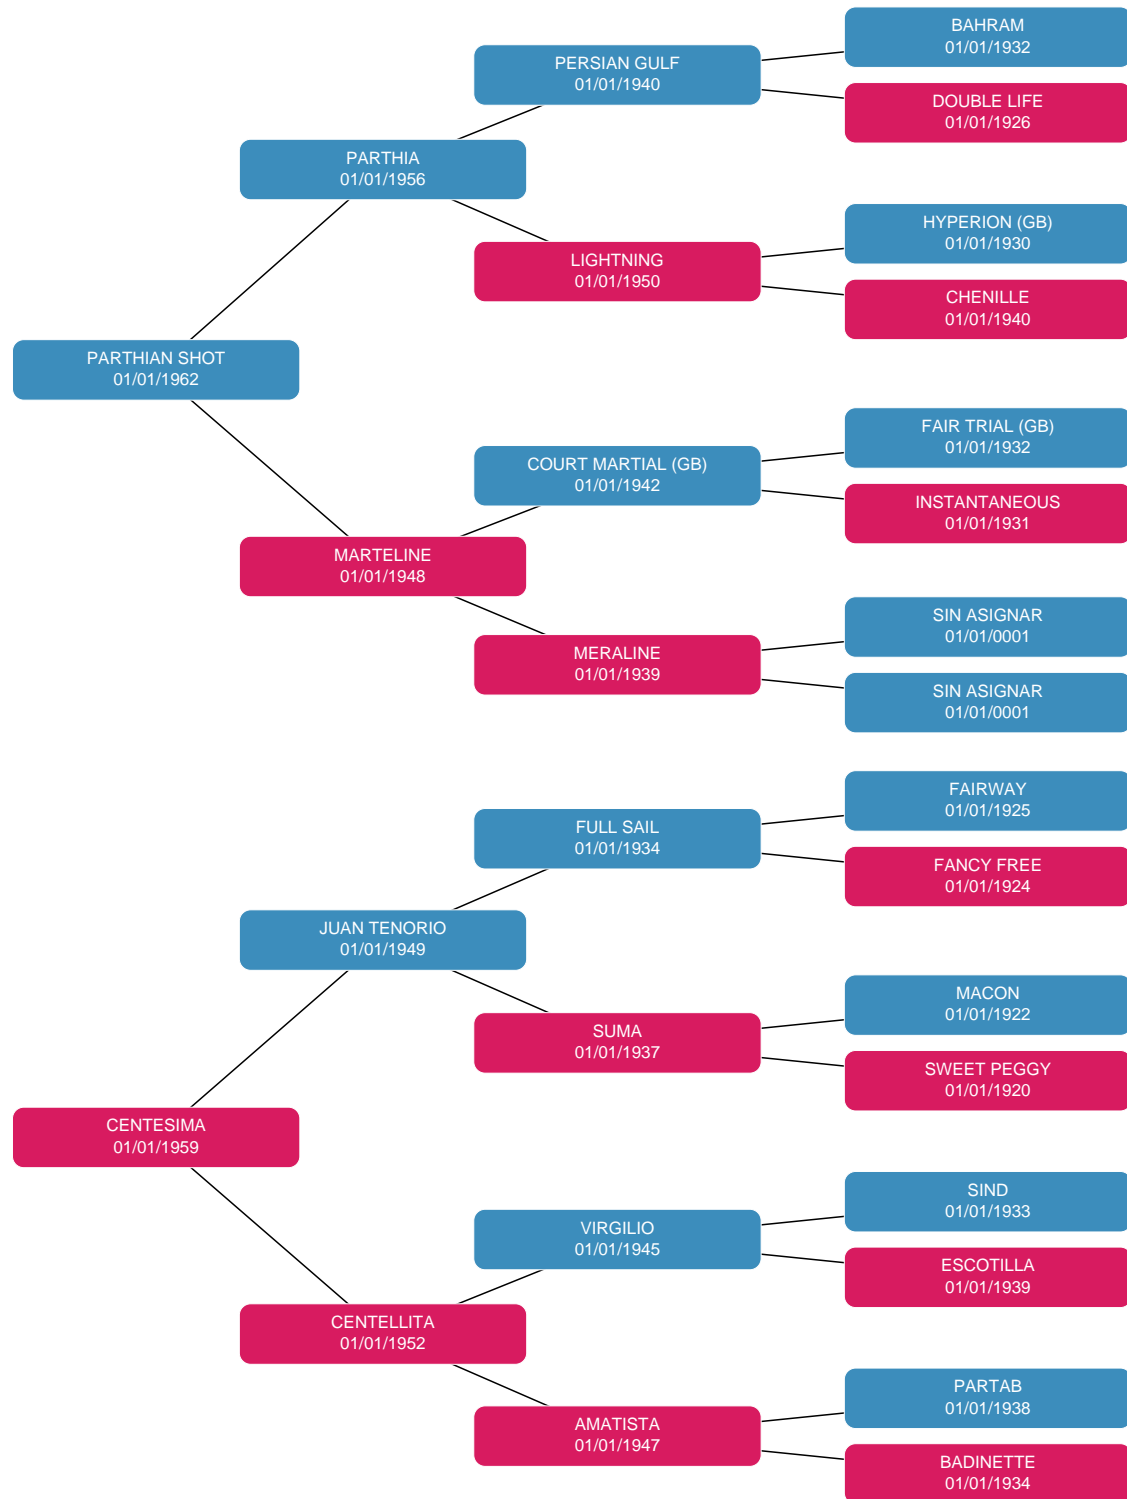 BAHRAM
01/01/1932
PERSIAN GULF
01/01/1940
DOUBLE LIFE
01/01/1926
PARTHIA
01/01/1956
HYPERION (GB)
01/01/1930
LIGHTNING
01/01/1950
CHENILLE
01/01/1940
PARTHIAN SHOT
01/01/1962
FAIR TRIAL (GB)
01/01/1932
COURT MARTIAL (GB)
01/01/1942
INSTANTANEOUS
01/01/1931
MARTELINE
01/01/1948
SIN ASIGNAR
01/01/0001
MERALINE
01/01/1939
SIN ASIGNAR
01/01/0001
FAIRWAY
01/01/1925
FULL SAIL
01/01/1934
FANCY FREE
01/01/1924
JUAN TENORIO
01/01/1949
MACON
01/01/1922
SUMA
01/01/1937
SWEET PEGGY
01/01/1920
CENTESIMA
01/01/1959
SIND
01/01/1933
VIRGILIO
01/01/1945
ESCOTILLA
01/01/1939
CENTELLITA
01/01/1952
PARTAB
01/01/1938
AMATISTA
01/01/1947
BADINETTE
01/01/1934